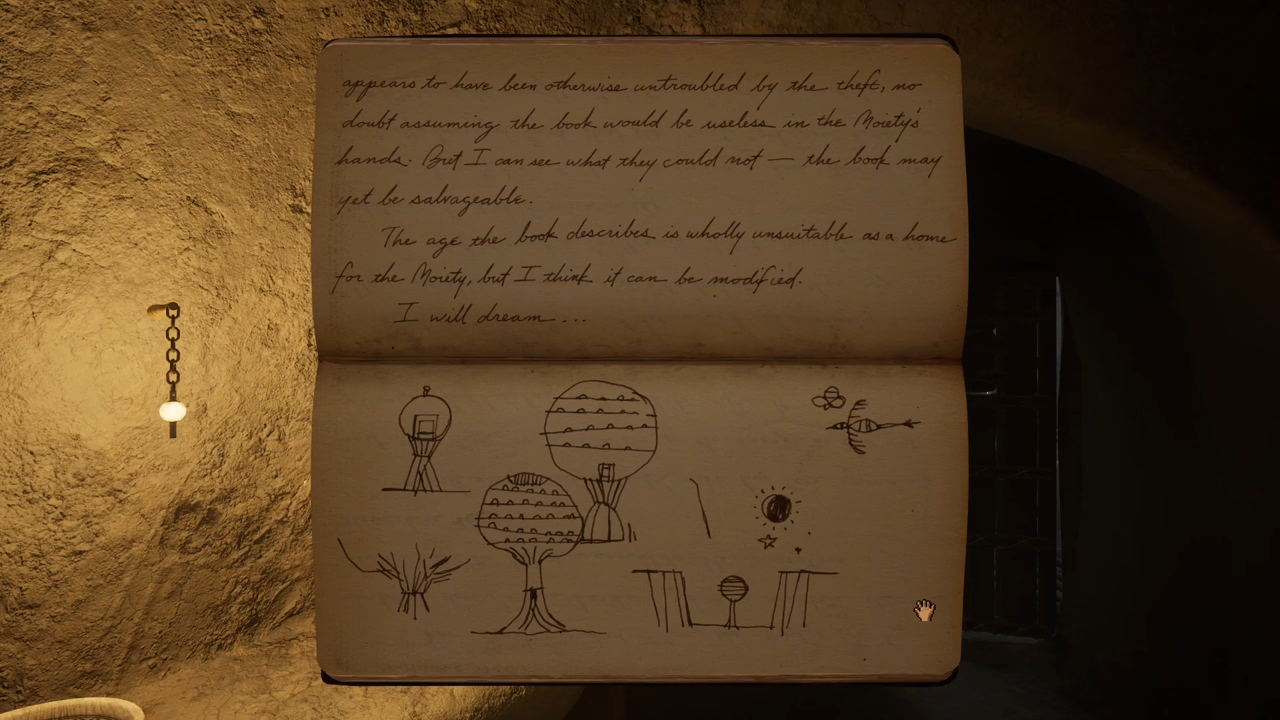 appears to have been otherwise untroubled by the theft, no
doubt assuming the book would be useless in the Moiety's
hands. But I can see what they could not — the book may
yet be salvageable.
The age the book describes is wholly unsuitable as a home
for the Moiety, but I think it can be modified.
I will dream...